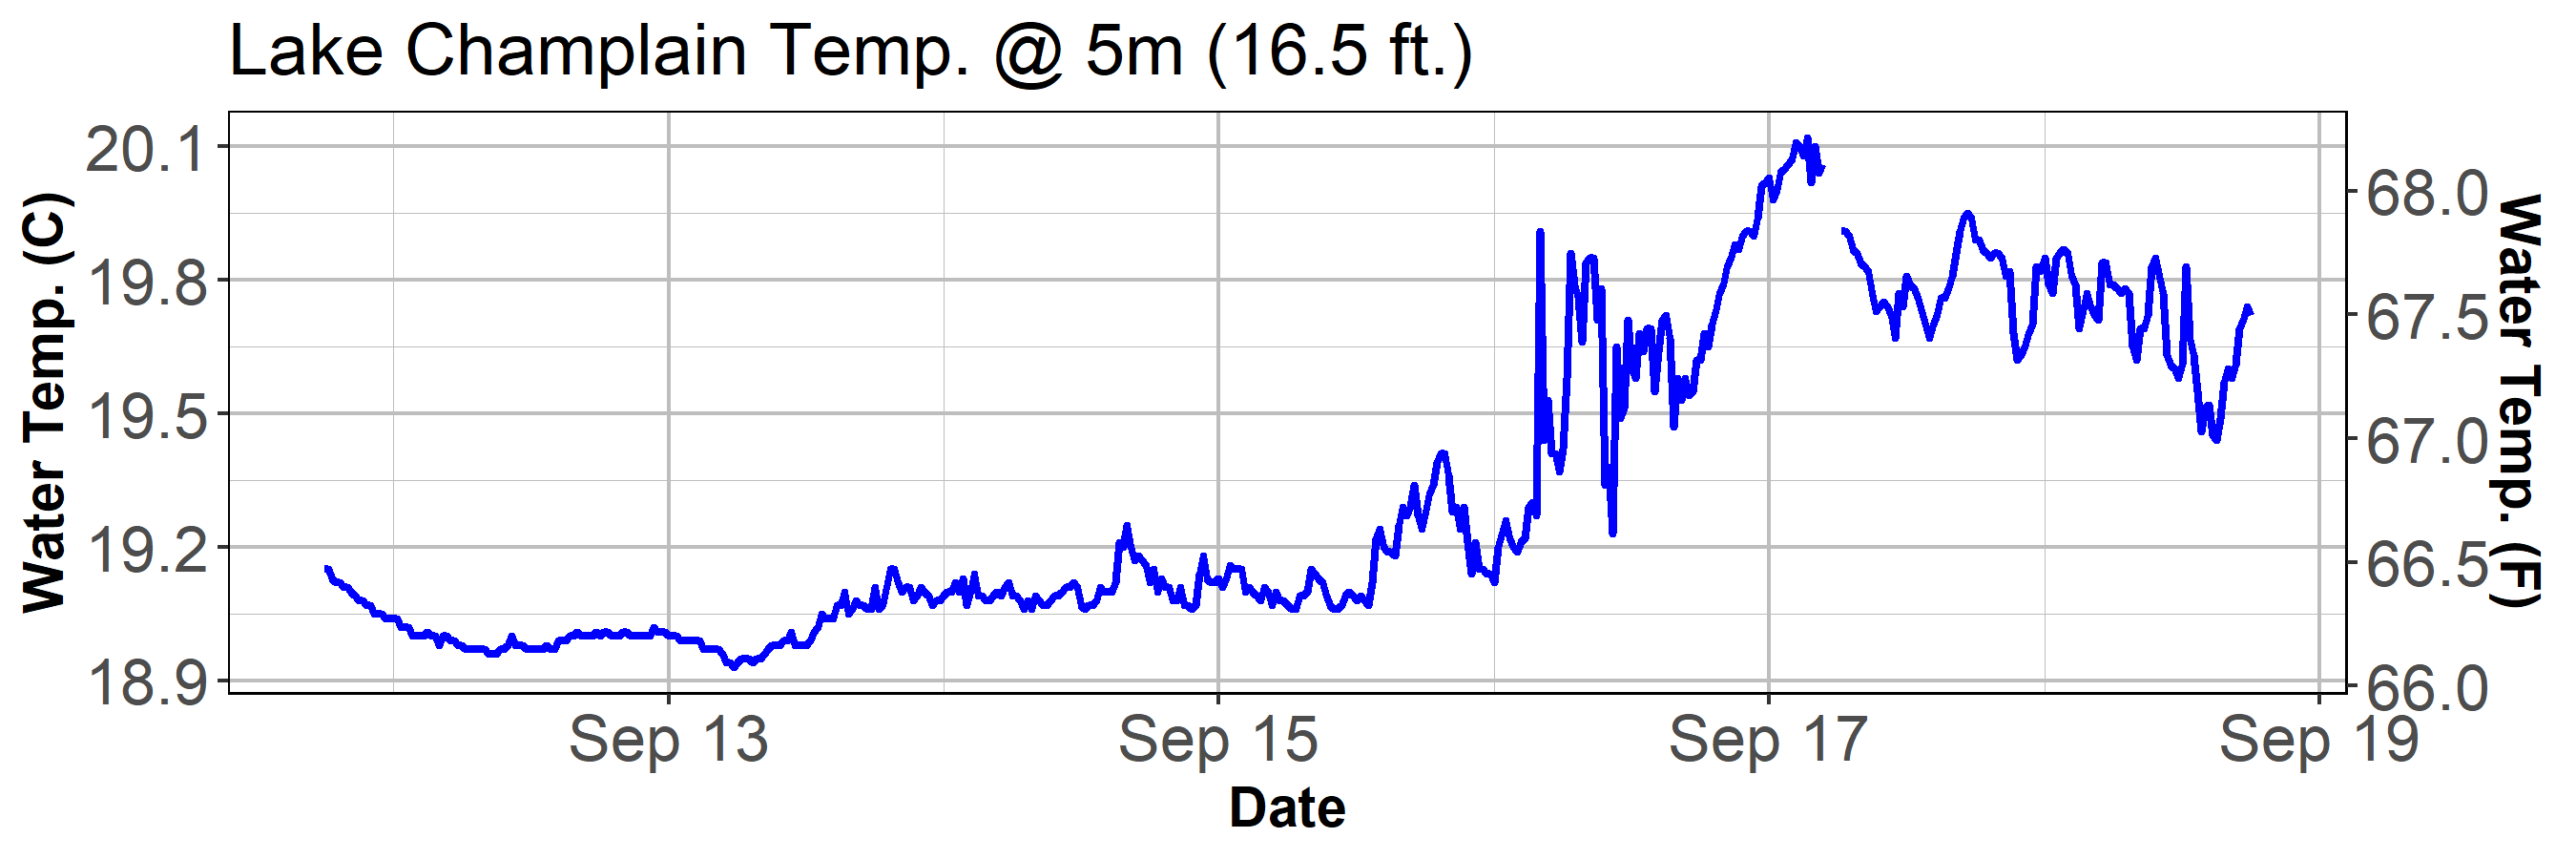 Lake Champlain Temp. @ 5m (16.5 ft.)
Water Temp. (C)
20.1
19.8
19.5
19.2
18.9
68.0
67.5
67.0
66.5
66.0
Water Temp. (F)
Sep 13 Sep 15 Sep 17 Sep 19
Date